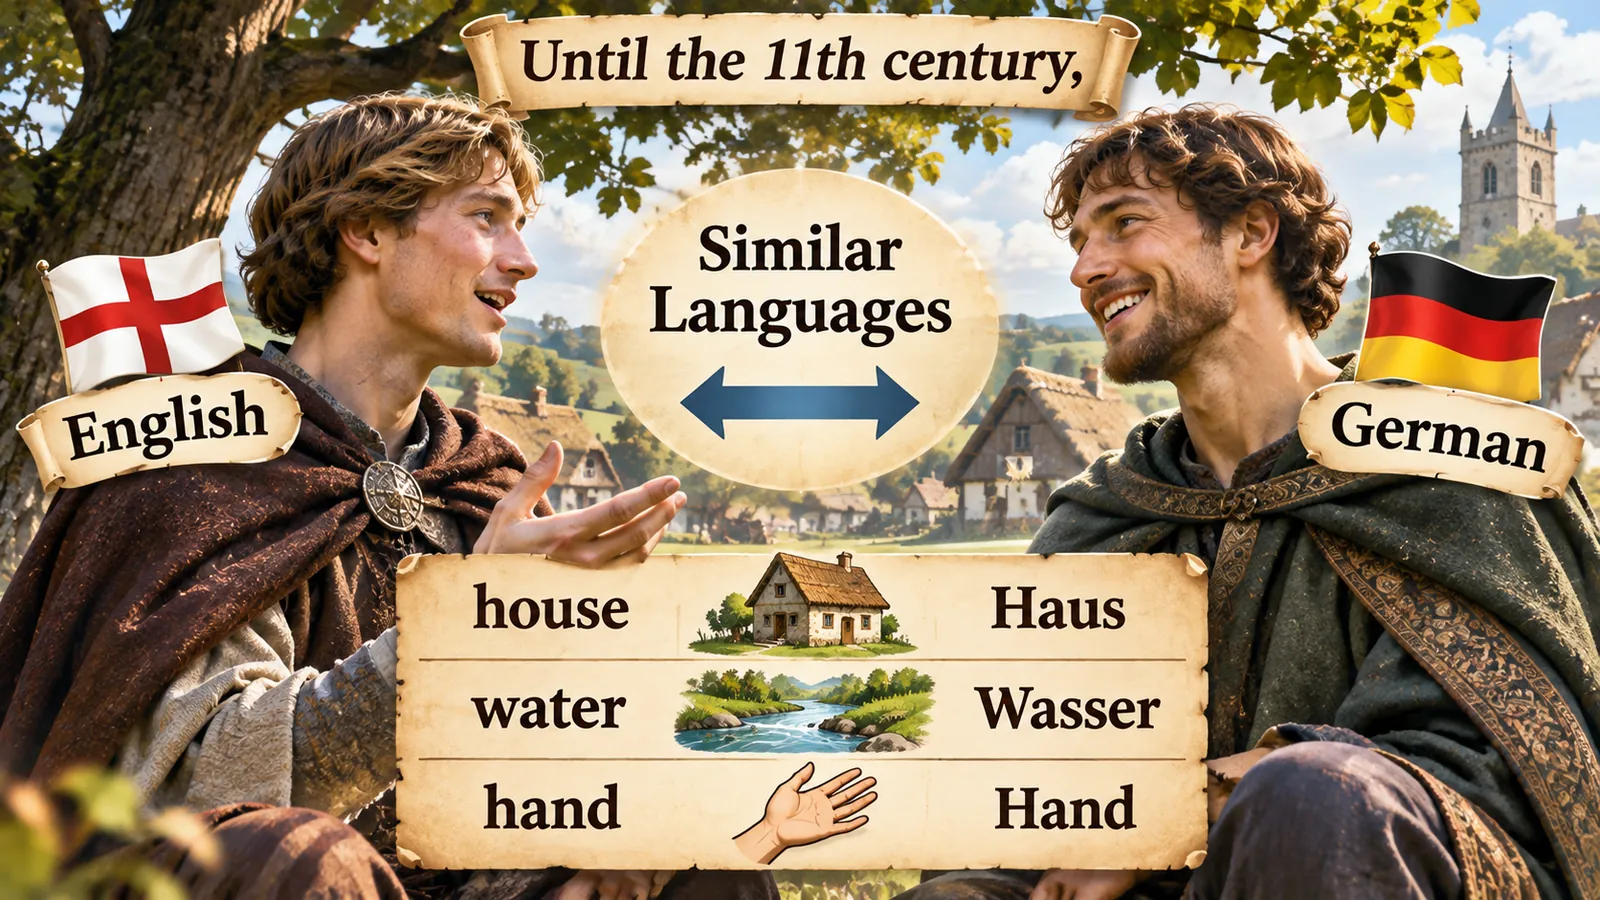 Until the 11th century,
Similar
Languages
English
German
house Haus
water Wasser
hand Hand